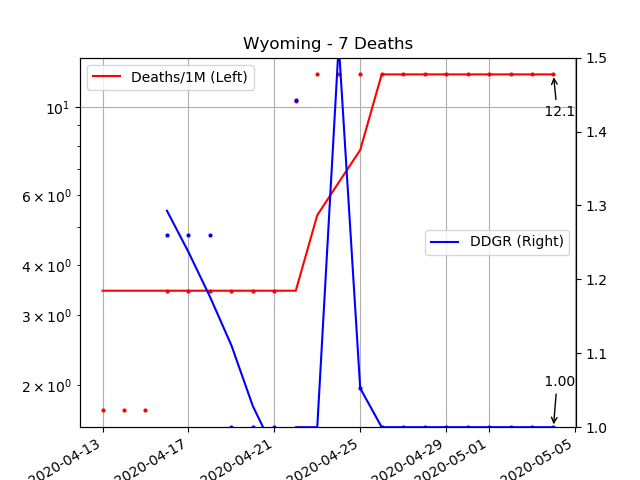 Wyoming - 7 Deaths
Deaths/1M (Left)
DDGR (Right)
10¹
6 × 10⁰
4 × 10⁰
3 × 10⁰
2 × 10⁰
1.5
1.4
1.3
1.2
1.1
1.0
12.1
1.00
2020-04-13
2020-04-17
2020-04-21
2020-04-25
2020-04-29
2020-05-01
2020-05-05